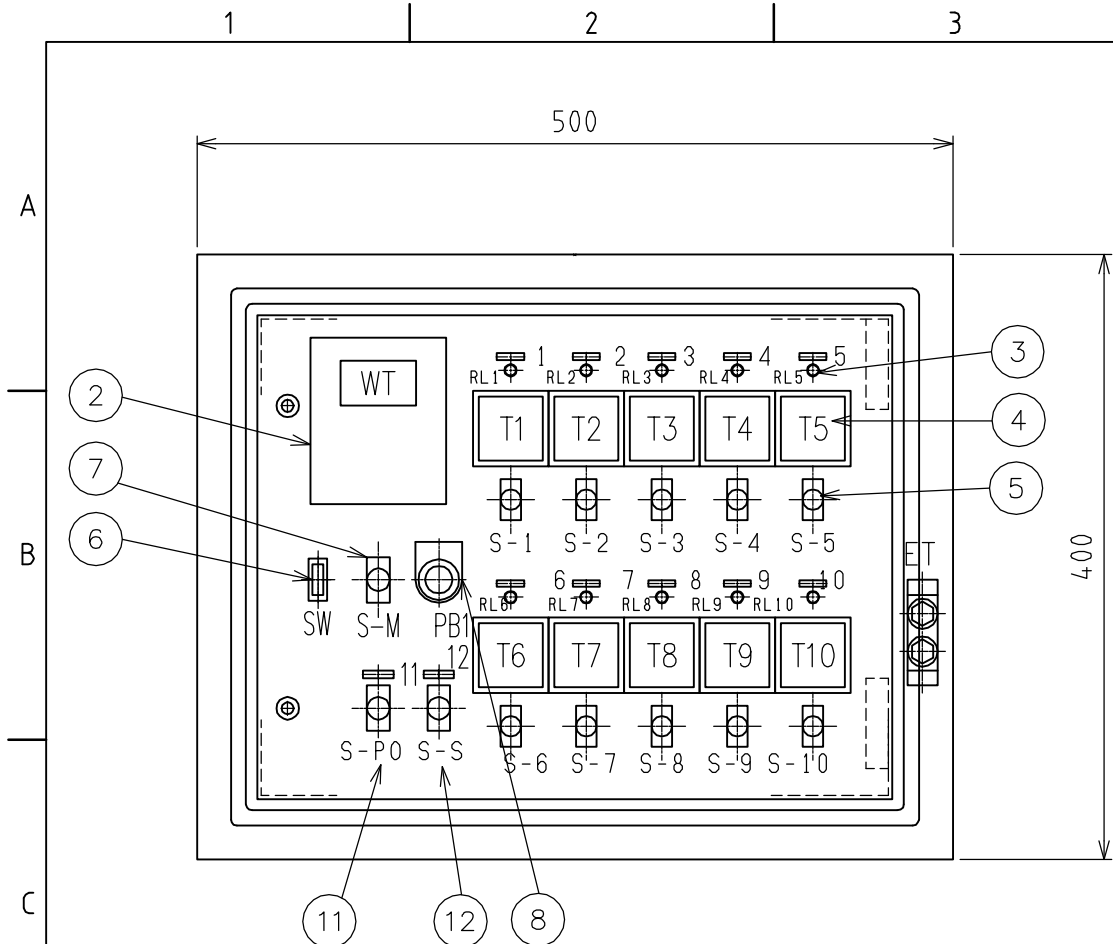 1 2 3
500
A
1 2 3 4 5
3
RL1 RL2 RL3 RL4 RL5
WT
2
T1 T2 T3 T4 T5
4
7
5
6
S-1 S-2 S-3 S-4 S-5
B
ET
400
6 7 8 9 10
RL6 RL7 RL8 RL9 RL10
SW S-M PB1
T6 T7 T8 T9 T10
11 12
S-PO S-S
S-6 S-7 S-8 S-9 S-10
C
11 12 8